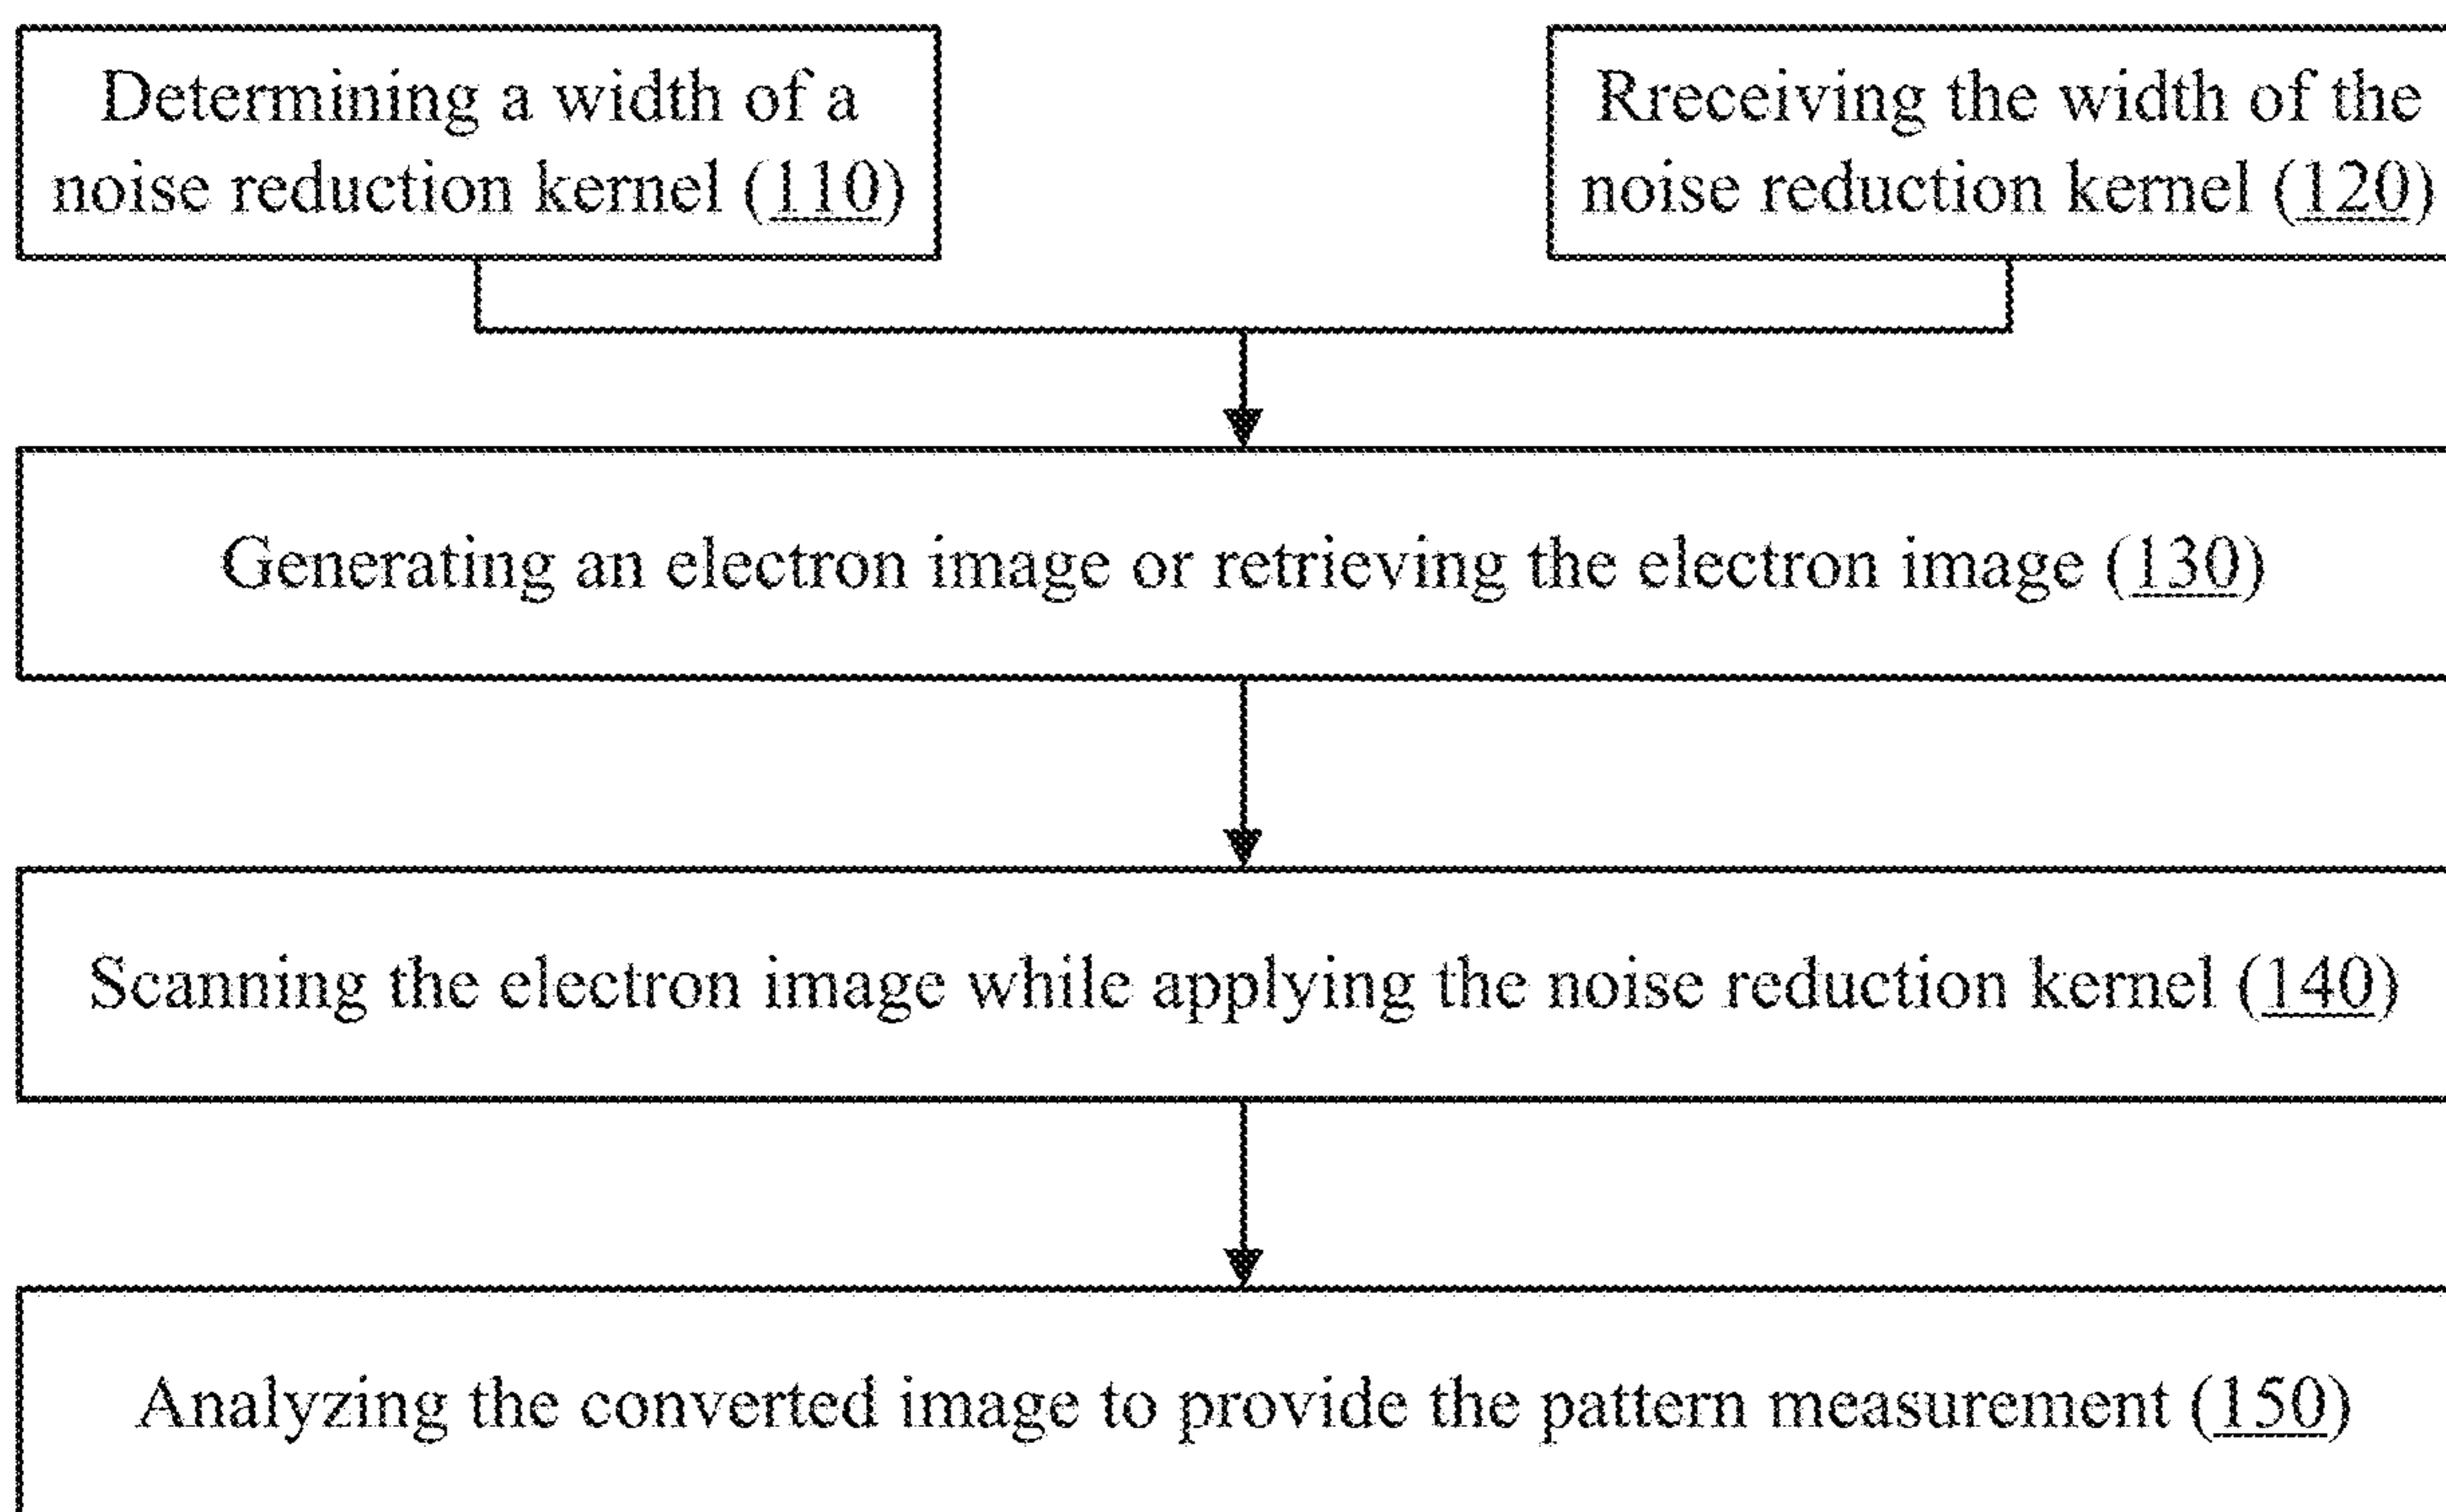 Determining a width of a
noise reduction kernel (110)
Rreceiving the width of the
noise reduction kernel (120)
Generating an electron image or retrieving the electron image (130)
Scanning the electron image while applying the noise reduction kernel (140)
Analyzing the converted image to provide the pattern measurement (150)